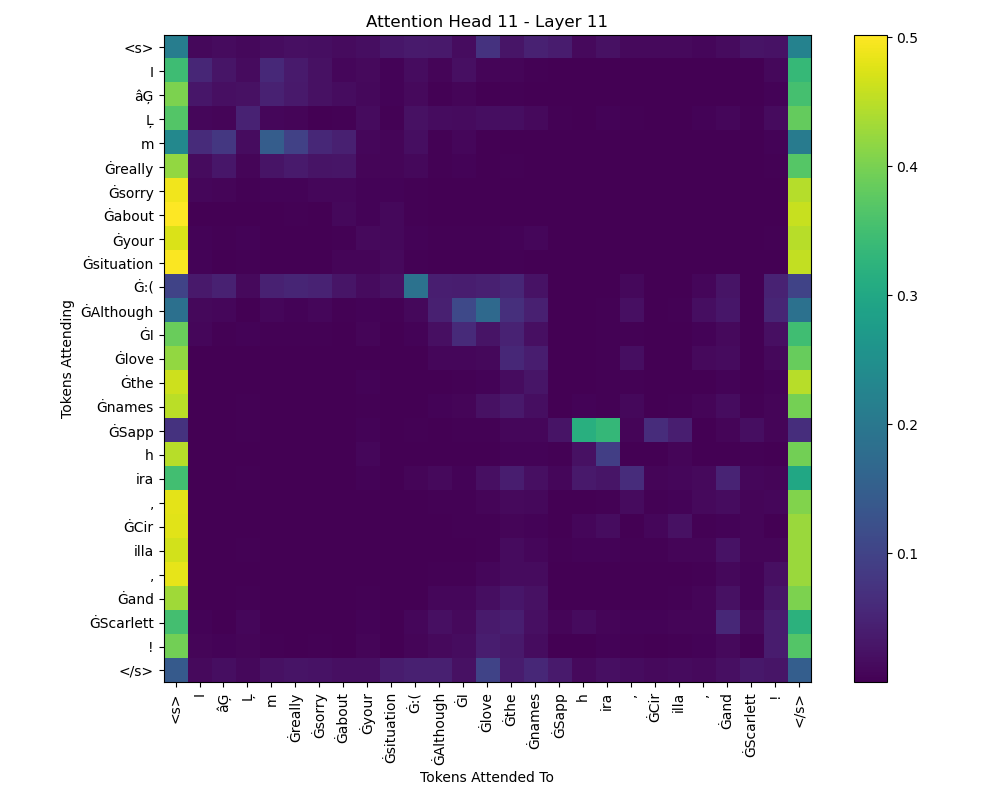 Attention Head 11 - Layer 11
Tokens Attending
<s>
I
âĢ
Ļ
m
Ġreally
Ġsorry
Ġabout
Ġyour
Ġsituation
Ġ:(
ĠAlthough
ĠI
Ġlove
Ġthe
Ġnames
ĠSapp
h
ira
,
ĠCir
illa
,
Ġand
ĠScarlett
!
</s>
<s>
I
âĢ
Ļ
m
Ġreally
Ġsorry
Ġabout
Ġyour
Ġsituation
Ġ:(
ĠAlthough
ĠI
Ġlove
Ġthe
Ġnames
ĠSapp
h
ira
,
ĠCir
illa
,
Ġand
ĠScarlett
!
</s>
Tokens Attended To
0.5
0.4
0.3
0.2
0.1